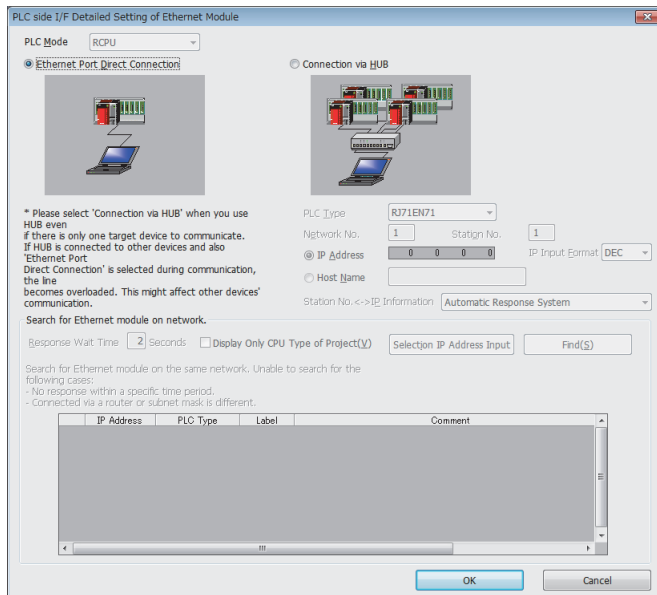 PLC side I/F Detailed Setting of Ethernet Module
PLC Mode RCPU
Ethernet Port Direct Connection
Connection via HUB
* Please select 'Connection via HUB' when you use
HUB even
if there is only one target device to communicate.
If HUB is connected to other devices and also
'Ethernet Port
Direct Connection' is selected during communication,
the line
becomes overloaded. This might affect other devices'
communication.
PLC Type RJ71EN71
Network No. 1 Station No. 1
IP Address 0 0 0 0 IP Input Format DEC
Host Name
Station No.<->IP Information Automatic Response System
Search for Ethernet module on network.
Response Wait Time 2 Seconds Display Only CPU Type of Project(V) Selection IP Address Input Find(S)
Search for Ethernet module on the same network. Unable to search for the
following cases:
- No response within a specific time period.
- Connected via a router or subnet mask is different.
IP Address PLC Type Label Comment
OK Cancel